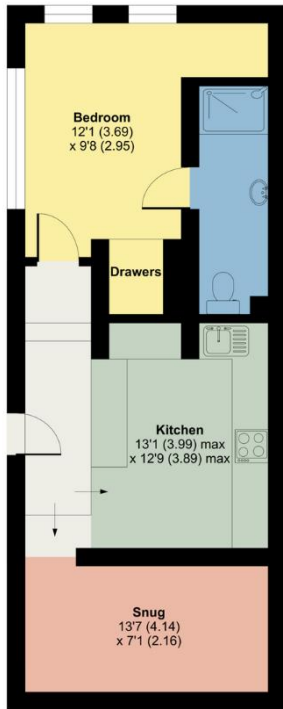 Bedroom
12'1 (3.69)
x 9'8 (2.95)
Drawers
Kitchen
13'1 (3.99) max
x 12'9 (3.89) max
Snug
13'7 (4.14)
x 7'1 (2.16)